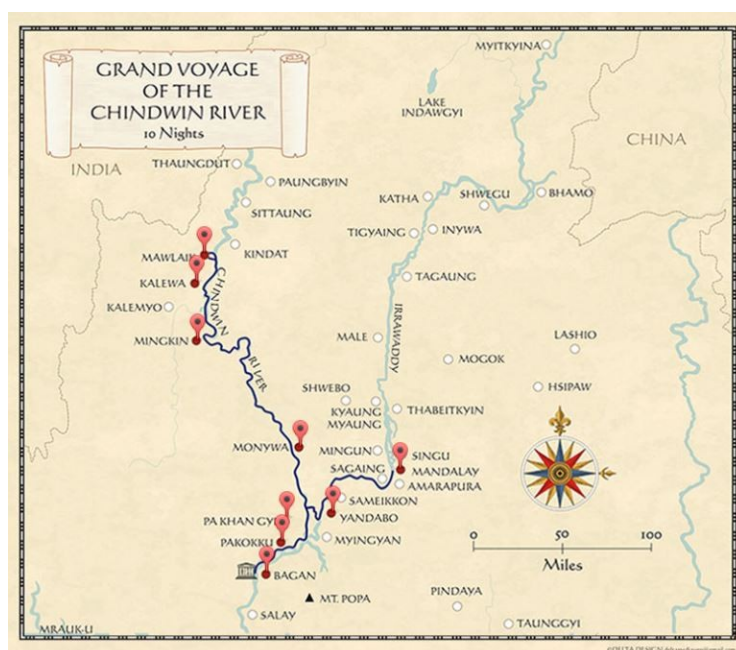 GRAND VOYAGE
OF THE
CHINDWIN RIVER
10 Nights
MYITKYINA
LAKE
INDAWGYI
CHINA
INDIA
THAUNGDUT
PAUNGBYIN
SITTAUNG
KATHA
SHWEGU
BHAMO
TIGYAING
INYWA
MAWLAIK
KINDAT
KALEWA
TAGAUNG
CHINDWIN
RIVER
KALEMYO
IRRAWADDY
MINGKIN
MALE
LASHIO
MOGOK
SHWEBO
HSIPAW
KYAUNG
MYAUNG
THABEITKYIN
MONYWA
MINGUN
SINGU
SAGAING
MANDALAY
AMARAPURA
SAMEIKKON
PA KHAN
YANDABO
PAKOKKU
MYINGYAN
0
50
100
Miles
BAGAN
MT. POPA
PINDAYA
SALAY
TAUNGGYI
MRAUK-U